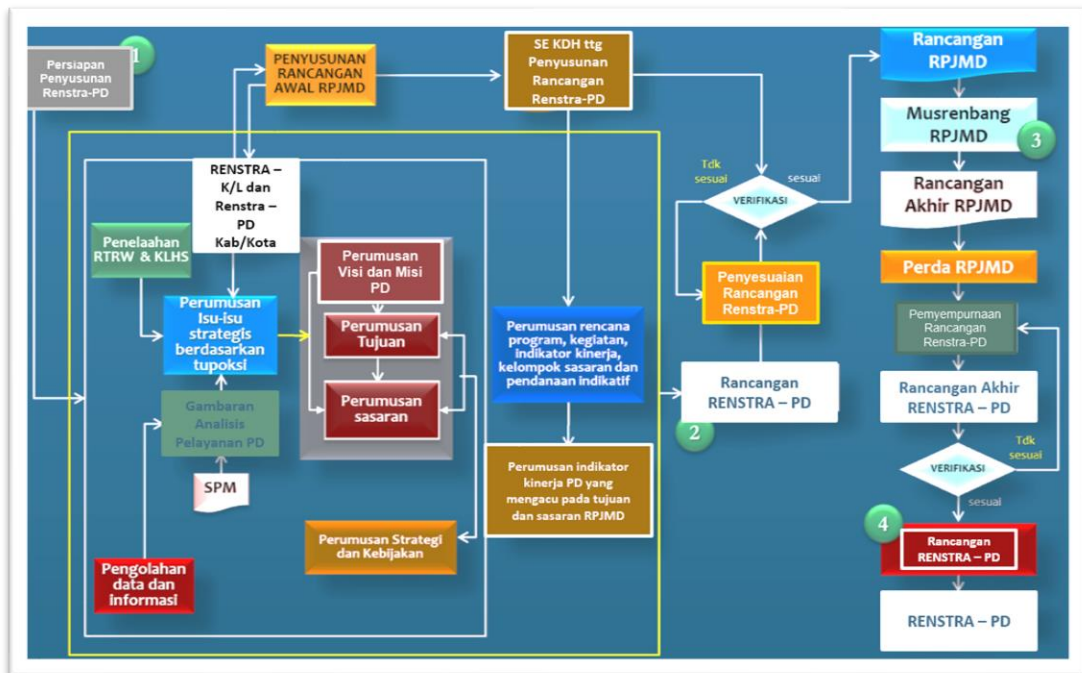 1
Persiapan
Penyusunan
Renstra-PD
PENYUSUNAN
RANCANGAN
AWAL RPJMD
SE KDH ttg
Penyusunan
Rancangan
Renstra-PD
Rancangan
RPJMD
Musrenbang
RPJMD
3
Rancangan
Akhir RPJMD
Perda RPJMD
Penyempurnaan
Rancangan
Renstra-PD
Rancangan Akhir
RENSTRA – PD
Tdk
sesuai
VERIFIKASI
sesuai
4
Rancangan
RENSTRA – PD
RENSTRA – PD
Tdk
sesuai
sesuai
VERIFIKASI
Penyesuaian
Rancangan
Renstra-PD
Rancangan
RENSTRA – PD
2
RENSTRA –
K/L dan
Renstra –
PD
Kab/Kota
Penelaahan
RTRW & KLHS
Perumusan
Isu-isu
strategis
berdasarkan
tupoksi
Gambaran
Analisis
Pelayanan PD
SPM
Pengolahan
data dan
informasi
Perumusan
Visi dan Misi
PD
Perumusan
Tujuan
Perumusan
sasaran
Perumusan Strategi
dan Kebijakan
Perumusan rencana
program, kegiatan,
indikator kinerja,
kelompok sasaran dan
pendanaan indikatif
Perumusan indikator
kinerja PD yang
mengacu pada tujuan
dan sasaran RPJMD